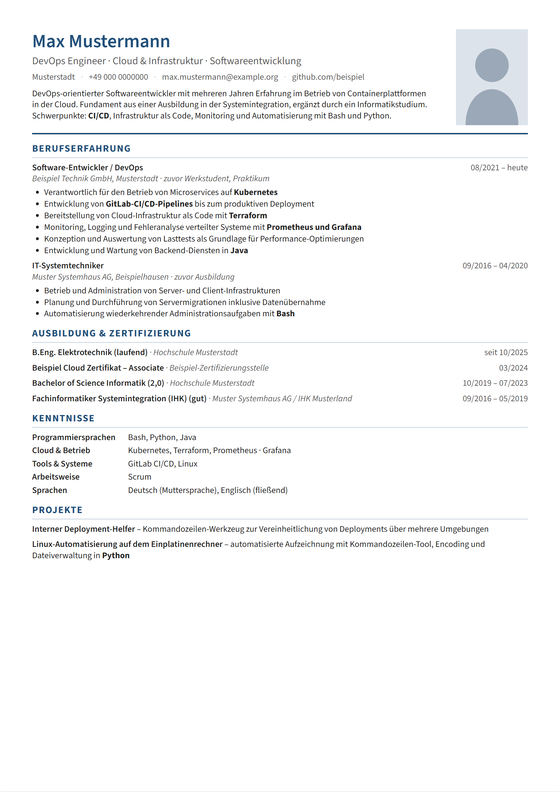 Max Mustermann
DevOps Engineer · Cloud & Infrastruktur · Softwareentwicklung
Musterstadt · +49 000 0000000 · max.mustermann@example.org · github.com/beispiel
DevOps-orientierter Softwareentwickler mit mehreren Jahren Erfahrung im Betrieb von Containerplattformen
in der Cloud. Fundament aus einer Ausbildung in der Systemintegration, ergänzt durch ein Informatikstudium.
Schwerpunkte: CI/CD, Infrastruktur als Code, Monitoring und Automatisierung mit Bash und Python.
BERUFSERFAHRUNG
Software-Entwickler / DevOps 08/2021 – heute
Beispiel Technik GmbH, Musterstadt · zuvor Werkstudent, Praktikum
• Verantwortlich für den Betrieb von Microservices auf Kubernetes
• Entwicklung von GitLab-CI/CD-Pipelines bis zum produktiven Deployment
• Bereitstellung von Cloud-Infrastruktur als Code mit Terraform
• Monitoring, Logging und Fehleranalyse verteilter Systeme mit Prometheus und Grafana
• Konzeption und Auswertung von Lasttests als Grundlage für Performance-Optimierungen
• Entwicklung und Wartung von Backend-Diensten in Java
IT-Systemtechniker 09/2016 – 04/2020
Muster Systemhaus AG, Beispielhausen · zuvor Ausbildung
• Betrieb und Administration von Server- und Client-Infrastrukturen
• Planung und Durchführung von Servermigrationen inklusive Datenübernahme
• Automatisierung wiederkehrender Administrationsaufgaben mit Bash
AUSBILDUNG & ZERTIFIZIERUNG
B.Eng. Elektrotechnik (laufend) · Hochschule Musterstadt seit 10/2025
Beispiel Cloud Zertifikat – Associate · Beispiel-Zertifizierungsstelle 03/2024
Bachelor of Science Informatik (2,0) · Hochschule Musterstadt 10/2019 – 07/2023
Fachinformatiker Systemintegration (IHK) (gut) · Muster Systemhaus AG / IHK Musterland 09/2016 – 05/2019
KENNTNISSE
Programmiersprachen Bash, Python, Java
Cloud & Betrieb Kubernetes, Terraform, Prometheus · Grafana
Tools & Systeme GitLab CI/CD, Linux
Arbeitsweise Scrum
Sprachen Deutsch (Muttersprache), Englisch (fließend)
PROJEKTE
Interner Deployment-Helfer – Kommandozeilen-Werkzeug zur Vereinheitlichung von Deployments über mehrere Umgebungen
Linux-Automatisierung auf dem Einplatinenrechner – automatisierte Aufzeichnung mit Kommandozeilen-Tool, Encoding und
Dateiverwaltung in Python